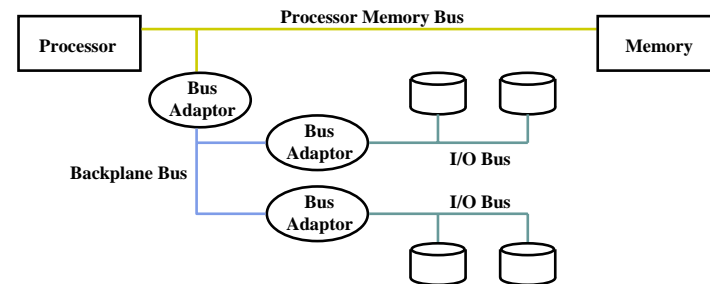 Processor Memory Bus
Processor
Memory
Bus
Adaptor
Bus
Adaptor
I/O Bus
Backplane Bus
Bus
Adaptor
I/O Bus